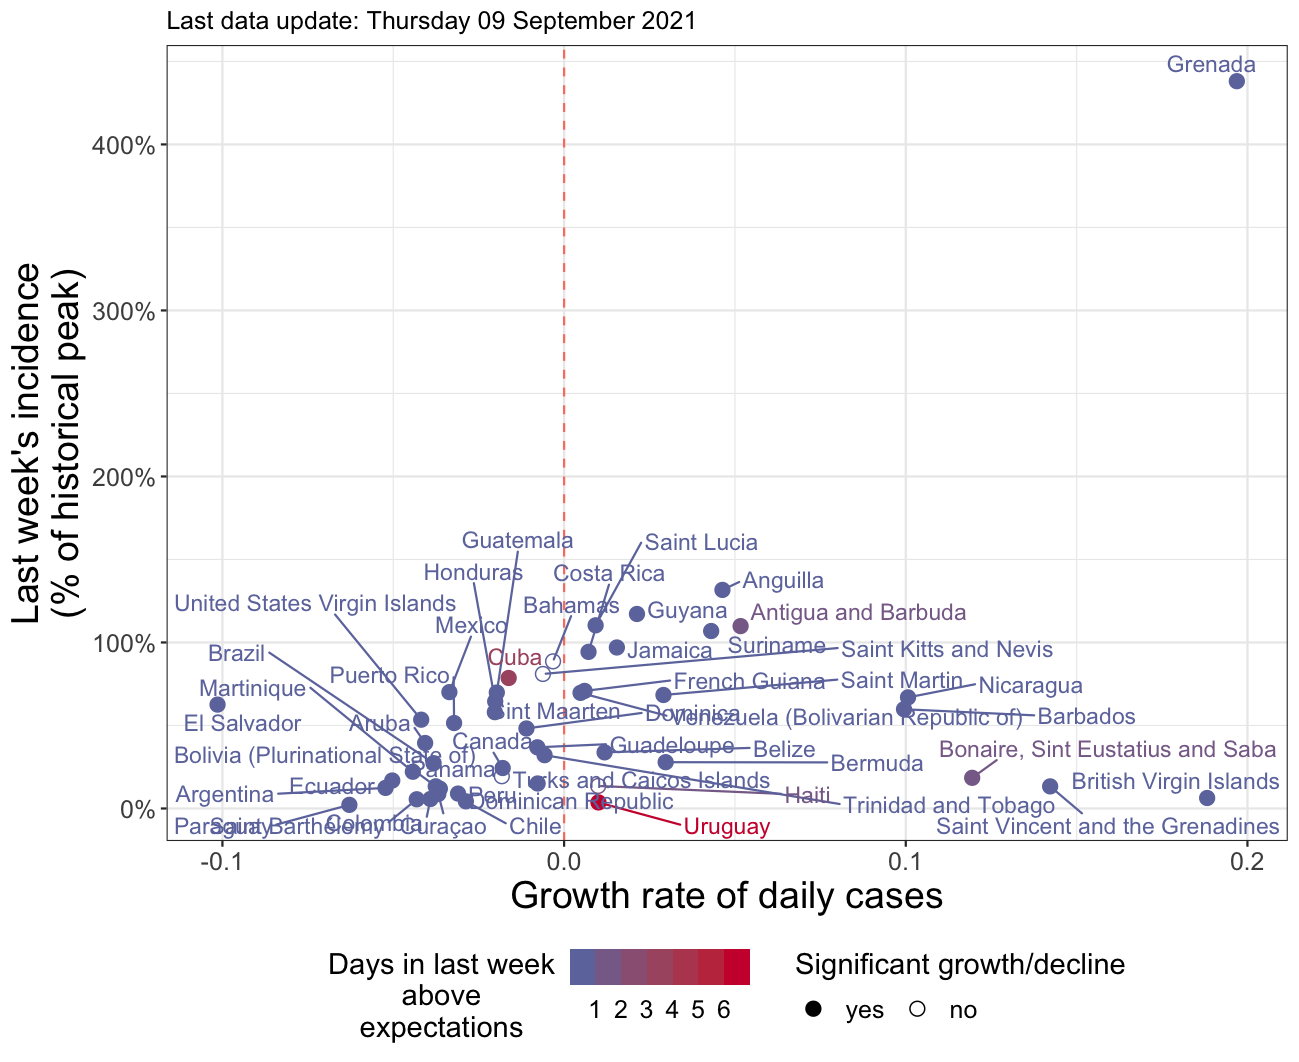 Last data update: Thursday 09 September 2021
Grenada
400%
300%
200%
100%
0%
Last week's incidence
(% of historical peak)
Guatemala
Saint Lucia
Honduras
Costa Rica
Anguilla
United States Virgin Islands
Bahamas
Guyana
Antigua and Barbuda
Mexico
Jamaica
Suriname
Saint Kitts and Nevis
Brazil
Cuba
Puerto Rico
French Guiana
Saint Martin
Nicaragua
Martinique
El Salvador
Aruba
Sint Maarten
Dominica
Venezuela (Bolivarian Republic of)
Barbados
Canada
Guadeloupe
Belize
Bonaire, Sint Eustatius and Saba
Bolivia (Plurinational State of)
Bermuda
Panama
Turks and Caicos Islands
British Virgin Islands
Ecuador
Argentina
Peru
Dominican Republic
Haiti
Trinidad and Tobago
Paraguay
Saint Barthelemy
Colombia
Curaçao
Chile
Uruguay
Saint Vincent and the Grenadines
-0.1
0.0
0.1
0.2
Growth rate of daily cases
Days in last week
above
expectations
1 2 3 4 5 6
Significant growth/decline
yes
no